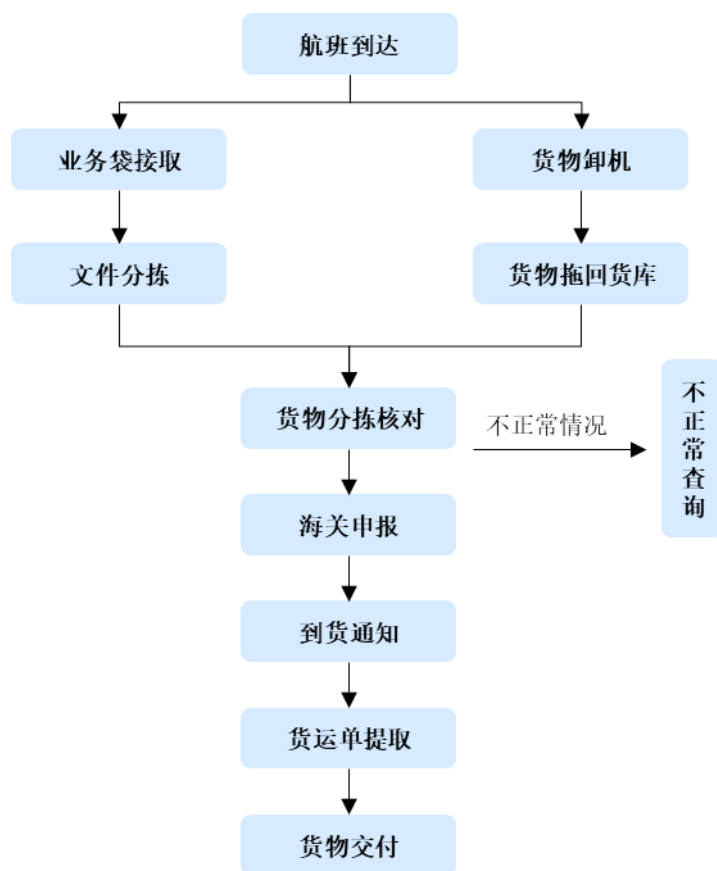 航班到达
业务袋接取
货物卸机
文件分拣
货物拖回货库
货物分拣核对
不正常情况
不正常查询
海关申报
到货通知
货运单提取
货物交付